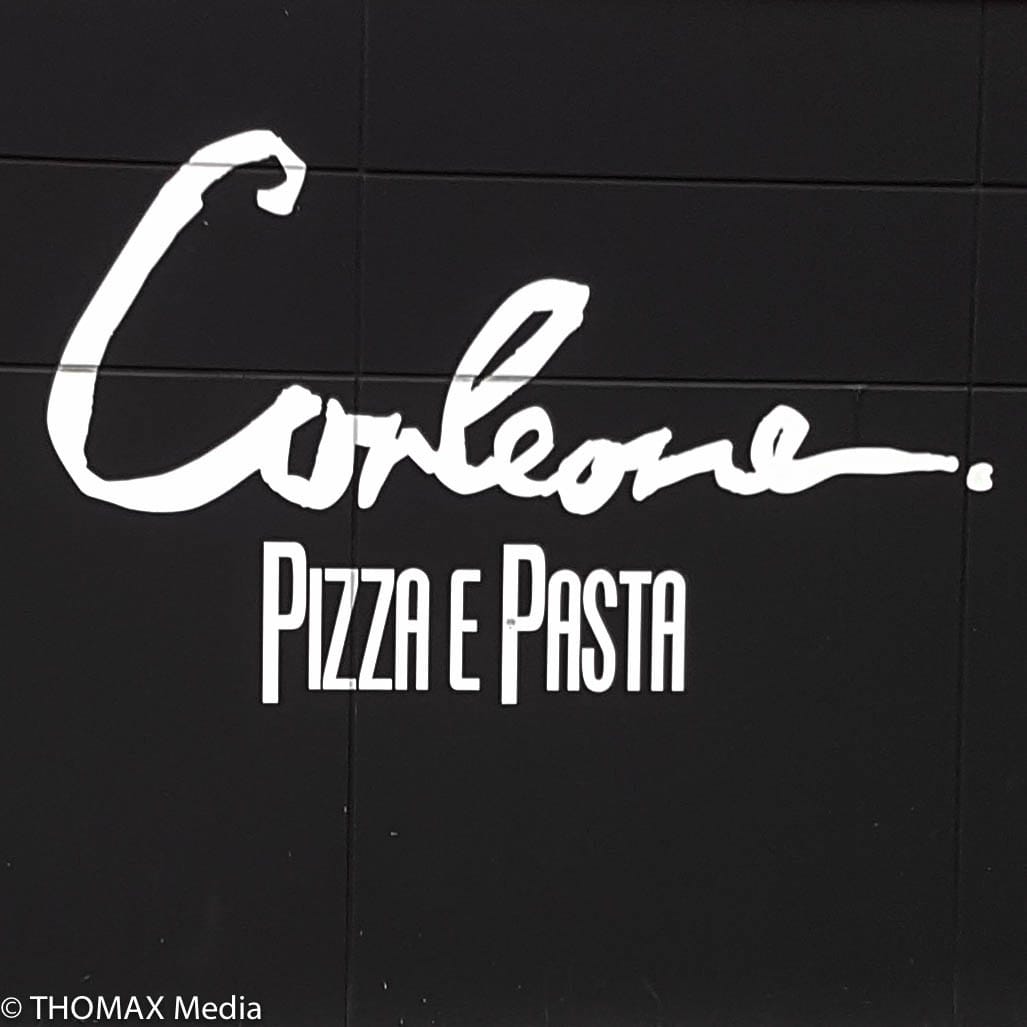 Corleone.
PIZZA E PASTA
© THOMAX Media